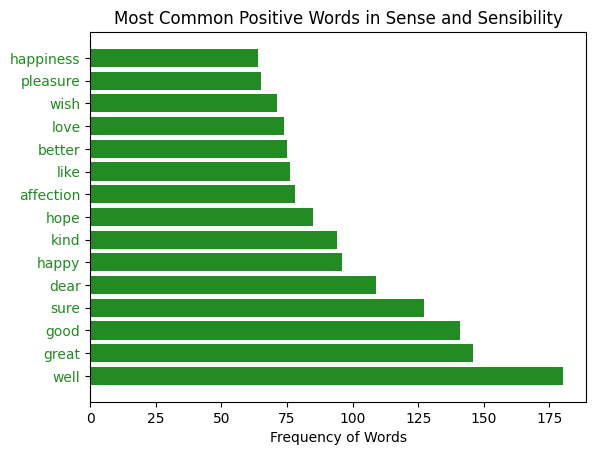 Most Common Positive Words in Sense and Sensibility
happiness
pleasure
wish
love
better
like
affection
hope
kind
happy
dear
sure
good
great
well
0 25 50 75 100 125 150 175
Frequency of Words